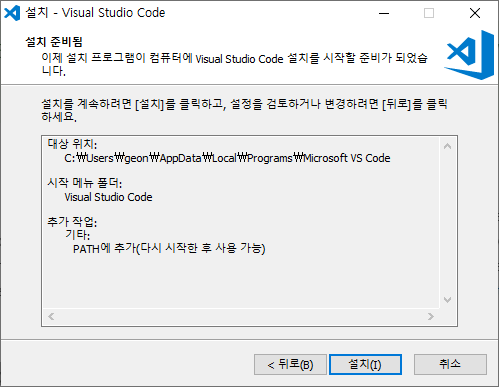 설치 - Visual Studio Code
설치 준비됨
이제 설치 프로그램이 컴퓨터에 Visual Studio Code 설치를 시작할 준비가 되었습
니다.
설치를 계속하려면 [설치]를 클릭하고, 설정을 검토하거나 변경하려면 [뒤로]를 클릭
하세요.
대상 위치:
C:₩Users₩geon₩AppData₩Local₩Programs₩Microsoft VS Code
시작 메뉴 폴더:
Visual Studio Code
추가 작업:
기타:
PATH에 추가(다시 시작한 후 사용 가능)
< 뒤로(B)
설치(I)
취소